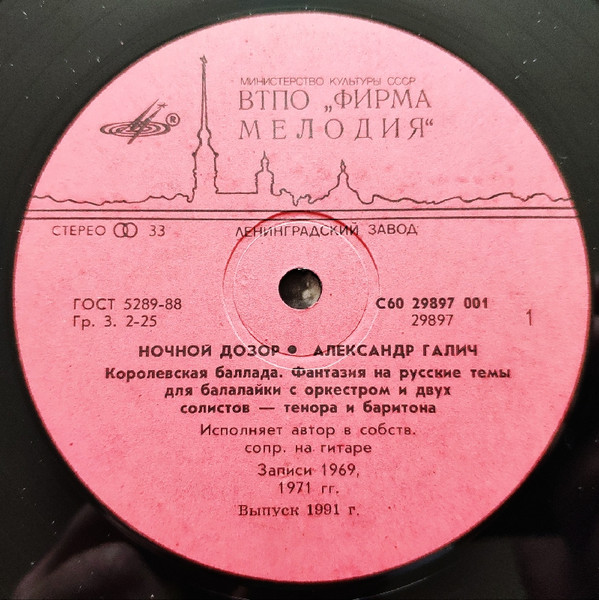 МИНИСТЕРСТВО КУЛЬТУРЫ СССР
ВТПО „ФИРМА
МЕЛОДИЯ“
®
СТЕРЕО 33
ЛЕНИНГРАДСКИЙ ЗАВОД
ГОСТ 5289-88
С60 29897 001
Гр. 3. 2-25
29897
1
НОЧНОЙ ДОЗОР • АЛЕКСАНДР ГАЛИЧ
Королевская баллада. Фантазия на русские темы
для балалайки с оркестром и двух
солистов — тенора и баритона
Исполняет автор в собств.
сопр. на гитаре
Записи 1969,
1971 гг.
Выпуск 1991 г.